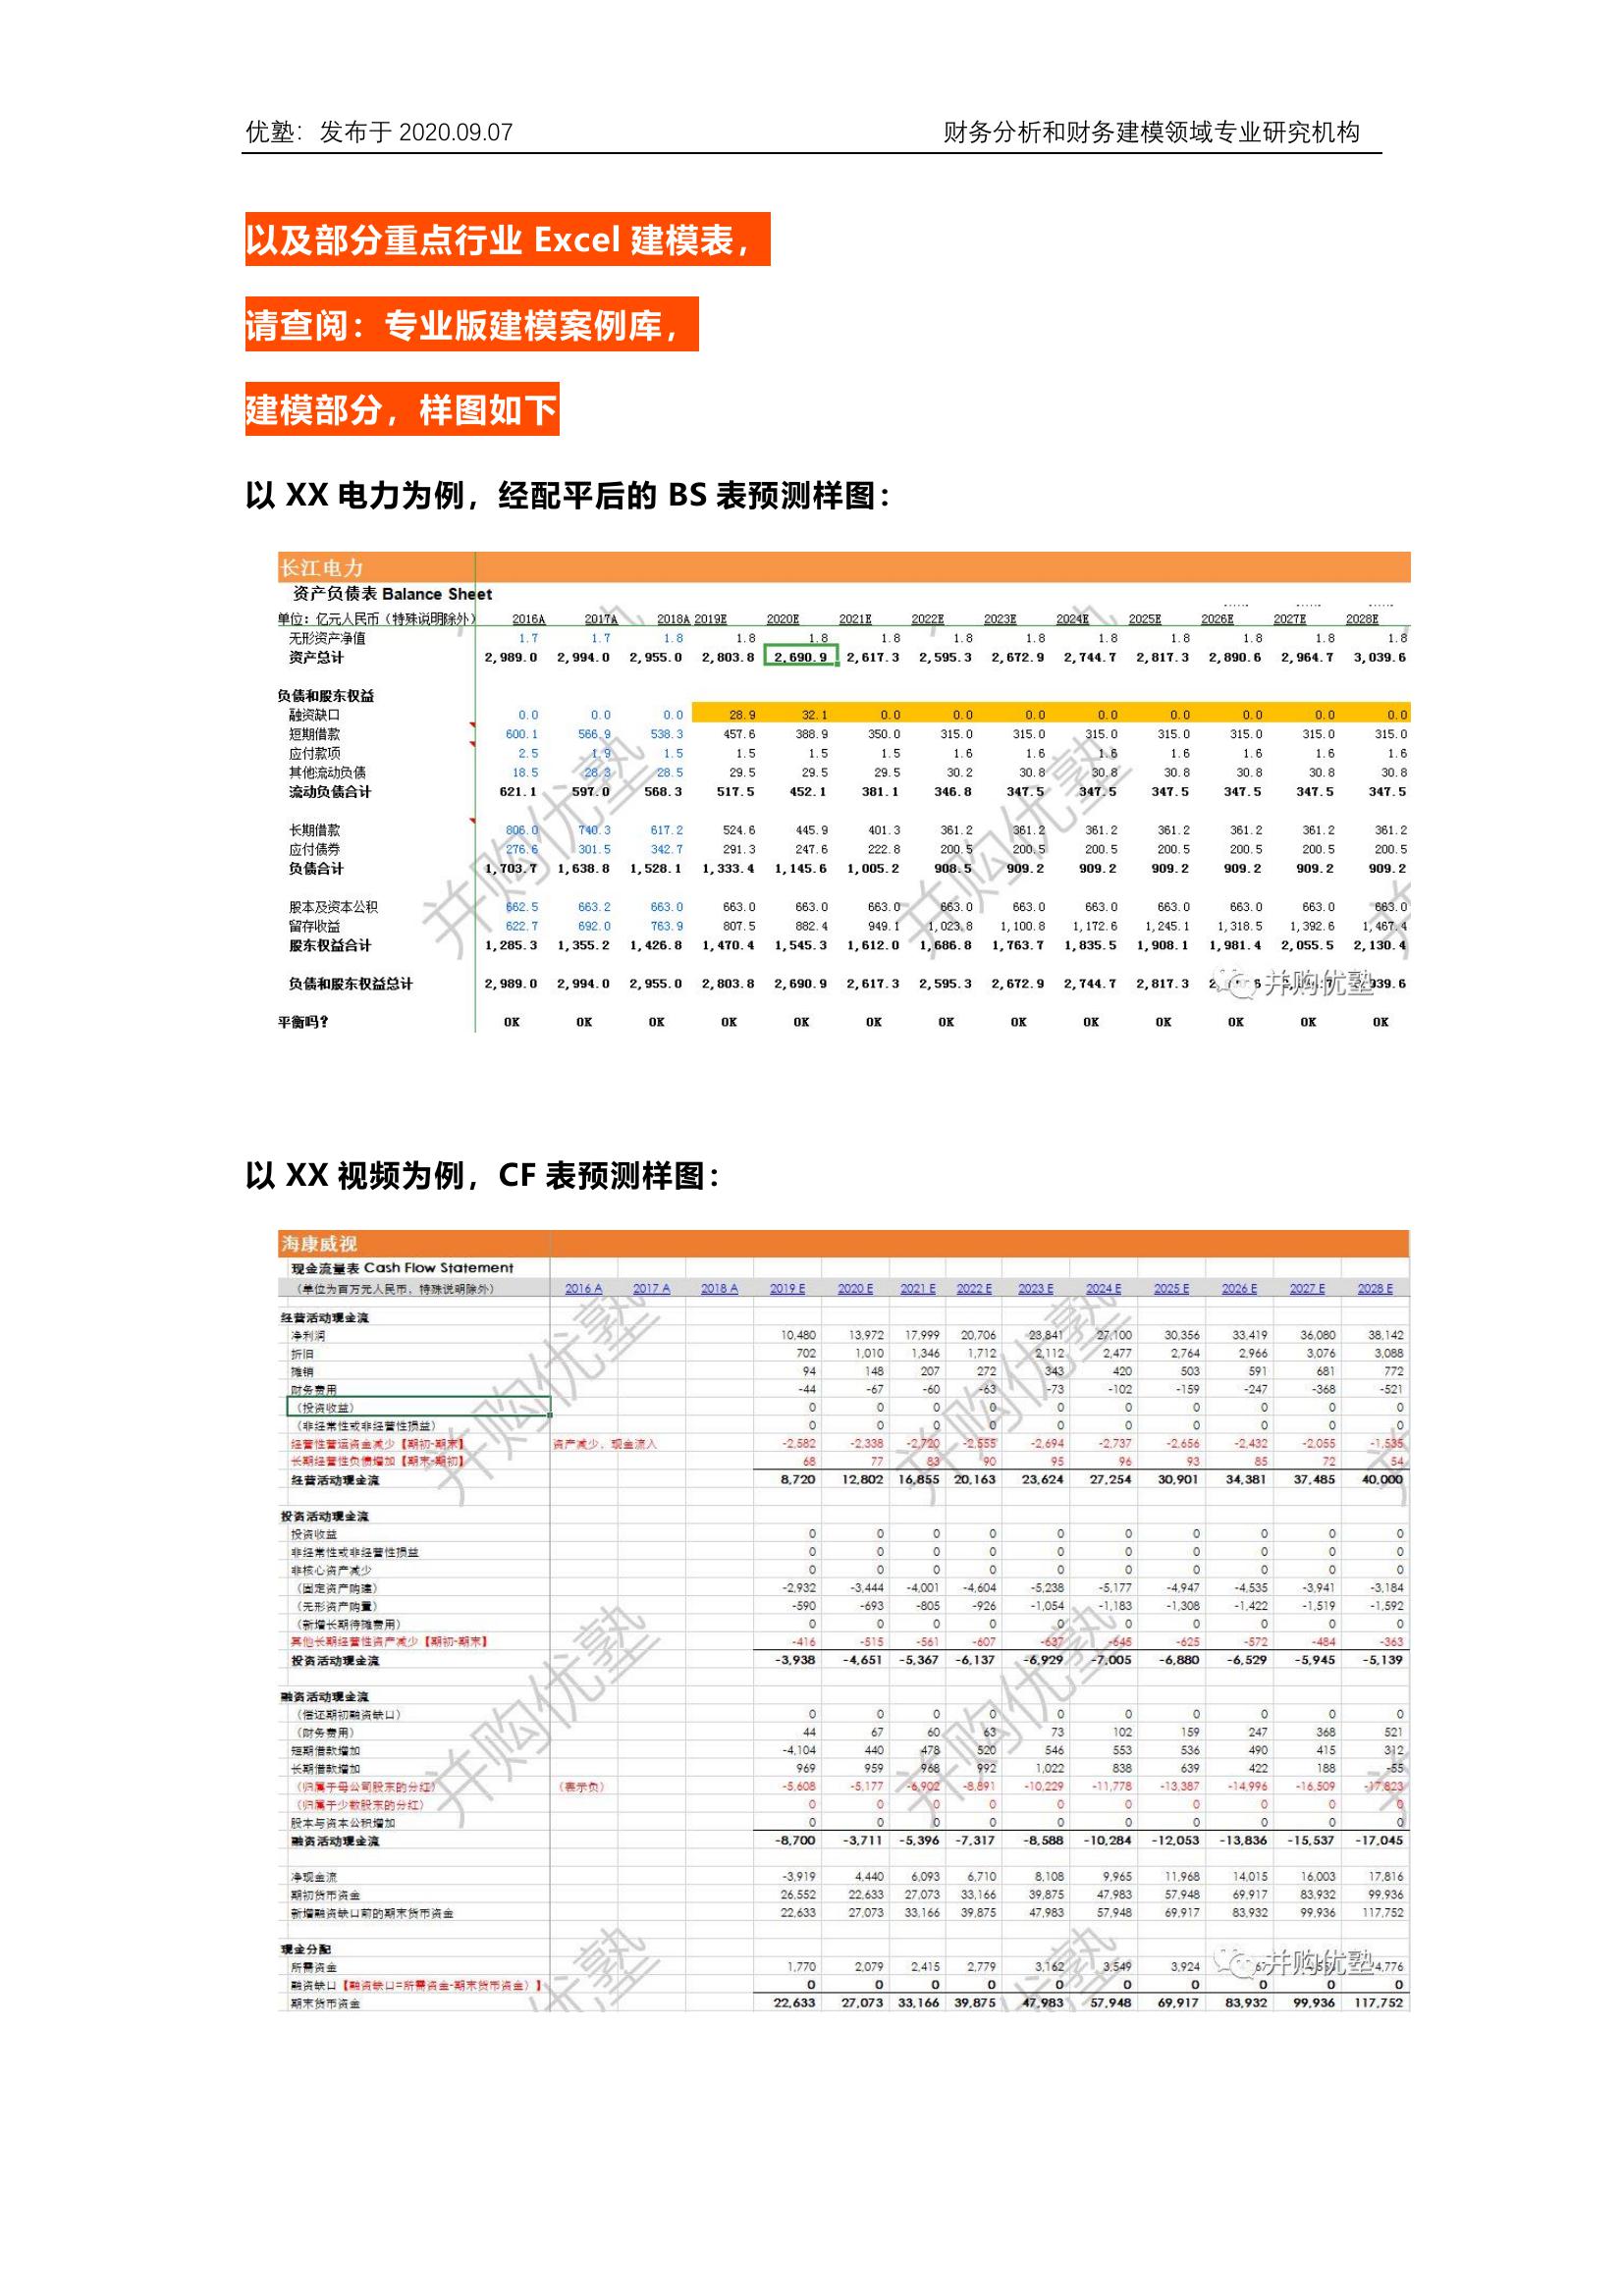 优塾：发布于 2020.09.07 财务分析和财务建模领域专业研究机构
以及部分重点行业 Excel 建模表，
请查阅：专业版建模案例库，
建模部分，样图如下
以 XX 电力为例，经配平后的 BS 表预测样图：
长江电力
资产负债表 Balance Sheet
单位：亿元人民币（特殊说明除外） 2016A 2017A 2018A 2019E 2020E 2021E 2022E 2023E 2024E 2025E 2026E 2027E 2028E
无形资产净值 1.7 1.7 1.8 1.8 1.8 1.8 1.8 1.8 1.8 1.8 1.8 1.8 1.8
资产总计 2,989.0 2,994.0 2,955.0 2,803.8 2,690.9 2,617.3 2,595.3 2,672.9 2,744.7 2,817.3 2,890.6 2,964.7 3,039.6
负债和股东权益
融资缺口 0.0 0.0 0.0 28.9 32.1 0.0 0.0 0.0 0.0 0.0 0.0 0.0 0.0
短期借款 600.1 566.9 538.3 457.6 388.9 350.0 315.0 315.0 315.0 315.0 315.0 315.0 315.0
应付款项 2.5 1.9 1.5 1.5 1.5 1.5 1.6 1.6 1.6 1.6 1.6 1.6 1.6
其他流动负债 18.5 28.3 28.5 29.5 29.5 29.5 30.2 30.8 30.8 30.8 30.8 30.8 30.8
流动负债合计 621.1 597.0 568.3 517.5 452.1 381.1 346.8 347.5 347.5 347.5 347.5 347.5 347.5
长期借款 806.0 740.3 617.2 524.6 445.9 401.3 361.2 361.2 361.2 361.2 361.2 361.2 361.2
应付债券 276.6 301.5 342.7 291.3 247.6 222.8 200.5 200.5 200.5 200.5 200.5 200.5 200.5
负债合计 1,703.7 1,638.8 1,528.1 1,333.4 1,145.6 1,005.2 908.5 909.2 909.2 909.2 909.2 909.2 909.2
股本及资本公积 662.5 663.2 663.0 663.0 663.0 663.0 663.0 663.0 663.0 663.0 663.0 663.0 663.0
留存收益 622.7 692.0 763.9 807.5 882.4 949.1 1,023.8 1,100.8 1,172.6 1,245.1 1,318.5 1,392.6 1,467.4
股东权益合计 1,285.3 1,355.2 1,426.8 1,470.4 1,545.3 1,612.0 1,686.8 1,763.7 1,835.5 1,908.1 1,981.4 2,055.5 2,130.4
负债和股东权益总计 2,989.0 2,994.0 2,955.0 2,803.8 2,690.9 2,617.3 2,595.3 2,672.9 2,744.7 2,817.3
并购优塾
平衡吗? OK OK OK OK OK OK OK OK OK OK OK OK OK
以 XX 视频为例，CF 表预测样图：
海康威视
现金流量表 Cash Flow Statement
（单位为百万元人民币，特殊说明除外） 2016 A 2017 A 2018 A 2019 E 2020 E 2021 E 2022 E 2023 E 2024 E 2025 E 2026 E 2027 E 2028 E
经营活动现金流
净利润 10,480 13,972 17,999 20,706 23,841 27,100 30,356 33,419 36,080 38,142
折旧 702 1,010 1,346 1,712 2,112 2,477 2,764 2,966 3,076 3,088
摊销 94 148 207 272 343 420 503 591 681 772
财务费用 -44 -67 -60 -63 -73 -102 -159 -247 -368 -521
（投资收益） 0 0 0 0 0 0 0 0 0 0
（非经常性或非经营性损益） 0 0 0 0 0 0 0 0 0 0
经营性营运资金减少【期初-期末】 资产减少，现金流入 -2,582 -2,338 -2,720 -2,555 -2,694 -2,737 -2,656 -2,432 -2,055 -1,535
长期经营性负债增加【期末-期初】 68 77 83 90 95 96 93 85 72 54
经营活动现金流 8,720 12,802 16,855 20,163 23,624 27,254 30,901 34,381 37,485 40,000
投资活动现金流
投资收益 0 0 0 0 0 0 0 0 0 0
非经常性或非经营性损益 0 0 0 0 0 0 0 0 0 0
非核心资产减少 0 0 0 0 0 0 0 0 0 0
（固定资产购建） -2,932 -3,444 -4,001 -4,604 -5,238 -5,177 -4,947 -4,535 -3,941 -3,184
（无形资产购置） -590 -693 -805 -926 -1,054 -1,183 -1,308 -1,422 -1,519 -1,592
（新增长期待摊费用） 0 0 0 0 0 0 0 0 0 0
其他长期经营性资产减少【期初-期末】 -416 -515 -561 -607 -637 -645 -625 -572 -484 -363
投资活动现金流 -3,938 -4,651 -5,367 -6,137 -6,929 -7,005 -6,880 -6,529 -5,945 -5,139
融资活动现金流
（偿还期初融资缺口） 0 0 0 0 0 0 0 0 0 0
（财务费用） 44 67 60 63 73 102 159 247 368 521
短期借款增加 -4,104 440 478 520 546 553 536 490 415 312
长期借款增加 969 959 968 992 1,022 838 639 422 188 -55
（归属于母公司股东的分红） （表示负） -5,608 -5,177 -6,902 -8,891 -10,229 -11,778 -13,387 -14,996 -16,509 -17,823
（归属于少数股东的分红） 0 0 0 0 0 0 0 0 0 0
股本与资本公积增加 0 0 0 0 0 0 0 0 0 0
融资活动现金流 -8,700 -3,711 -5,396 -7,317 -8,588 -10,284 -12,053 -13,836 -15,537 -17,045
净现金流 -3,919 4,440 6,093 6,710 8,108 9,965 11,968 14,015 16,003 17,816
期初货币资金 26,552 22,633 27,073 33,166 39,875 47,983 57,948 69,917 83,932 99,936
新增融资缺口前的期末货币资金 22,633 27,073 33,166 39,875 47,983 57,948 69,917 83,932 99,936 117,752
现金分配
所需资金 1,770 2,079 2,415 2,779 3,162 3,549 3,924
并购优塾
融资缺口【融资缺口=所需资金-期末货币资金）】 0 0 0 0 0 0 0 0 0 0
期末货币资金 22,633 27,073 33,166 39,875 47,983 57,948 69,917 83,932 99,936 117,752